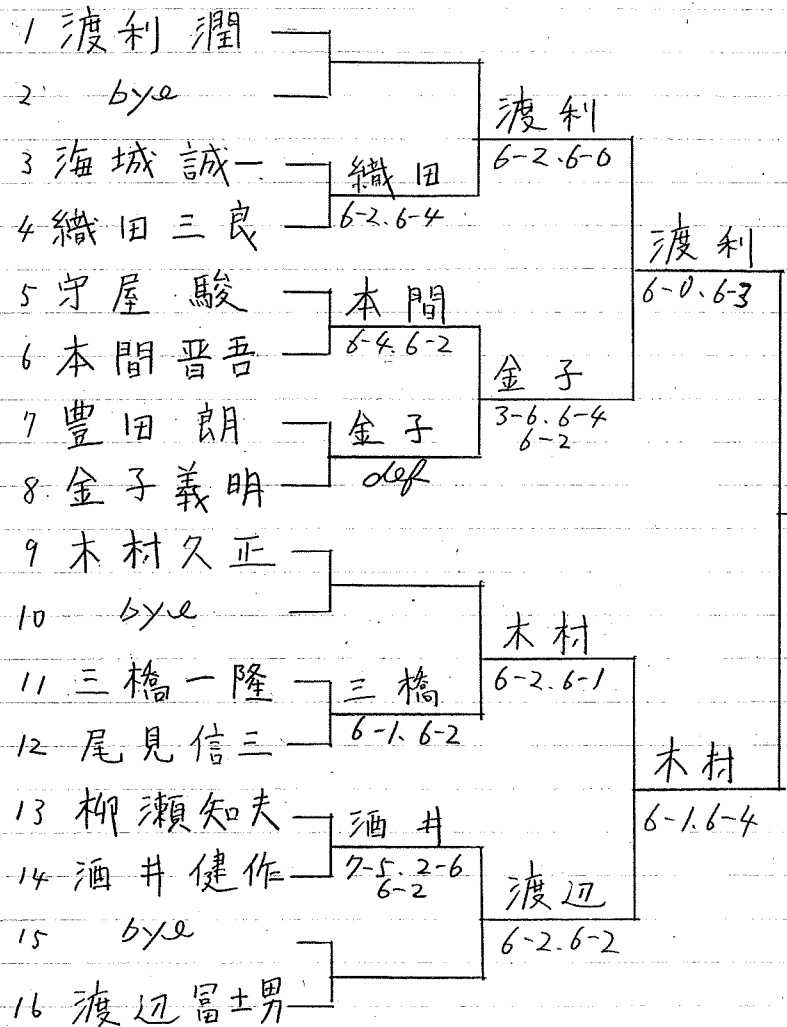 1 渡利 潤
2 bye
3 海城 誠一
4 織田三良
5 守屋 駿
6 本間晋吾
7 豊田 朗
8 金子義明
9 木村久正
10 bye
11 三橋一隆
12 尾見信三
13 柳瀬知夫
14 酒井健作
15 bye
16 渡辺冨士男
織田
6-2. 6-4
本間
6-4. 6-2
金子
def
三橋
6-1. 6-2
酒井
7-5. 2-6
6-2
渡利
6-2. 6-0
金子
3-6. 6-4
6-2
木村
6-2. 6-1
渡辺
6-2. 6-2
渡利
6-0. 6-3
木村
6-1. 6-4